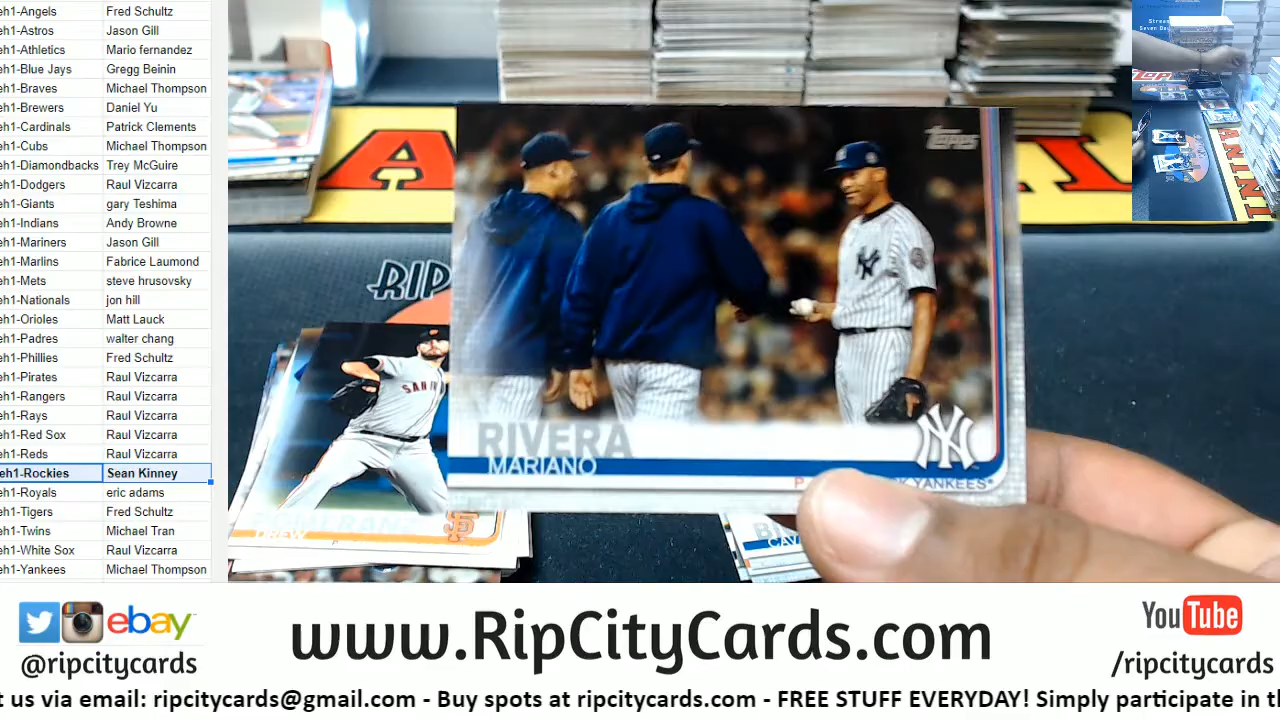 eh1-Angels Fred Schultz
eh1-Astros Jason Gill
eh1-Athletics Mario fernandez
eh1-Blue Jays Gregg Beinin
eh1-Braves Michael Thompson
eh1-Brewers Daniel Yu
eh1-Cardinals Patrick Clements
eh1-Cubs Michael Thompson
eh1-Diamondbacks Trey McGuire
eh1-Dodgers Raul Vizcarra
eh1-Giants gary Teshima
eh1-Indians Andy Browne
eh1-Mariners Jason Gill
eh1-Marlins Fabrice Laumond
eh1-Mets steve hrusovsky
eh1-Nationals jon hill
eh1-Orioles Matt Lauck
eh1-Padres walter chang
eh1-Phillies Fred Schultz
eh1-Pirates Raul Vizcarra
eh1-Rangers Raul Vizcarra
eh1-Rays Raul Vizcarra
eh1-Red Sox Raul Vizcarra
eh1-Reds Raul Vizcarra
eh1-Rockies Sean Kinney
eh1-Royals eric adams
eh1-Tigers Fred Schultz
eh1-Twins Michael Tran
eh1-White Sox Raul Vizcarra
eh1-Yankees Michael Thompson
Topps
NY
RIVERA
MARIANO
P
YANKEES
RIP
SAN
POMERANZ
DREW
SF
PANINI
ebay
@ripcitycards
www.RipCityCards.com
YouTube
/ripcitycards
t us via email: ripcitycards@gmail.com - Buy spots at ripcitycards.com - FREE STUFF EVERYDAY! Simply participate in th